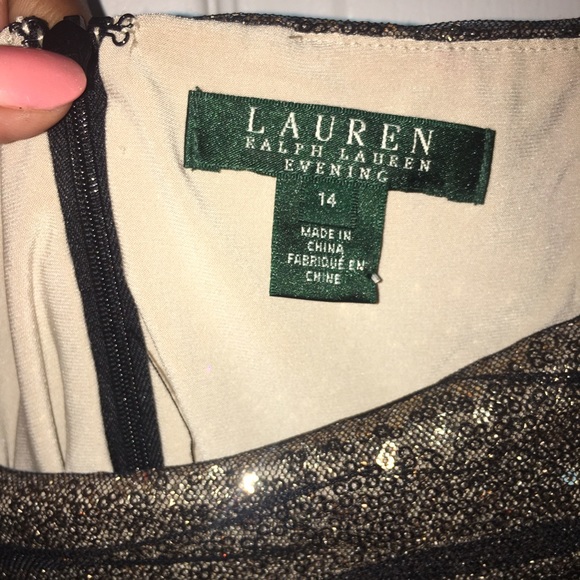 LAUREN
RALPH LAUREN
EVENING
14
MADE IN
CHINA
FABRIQUÉ EN
CHINE